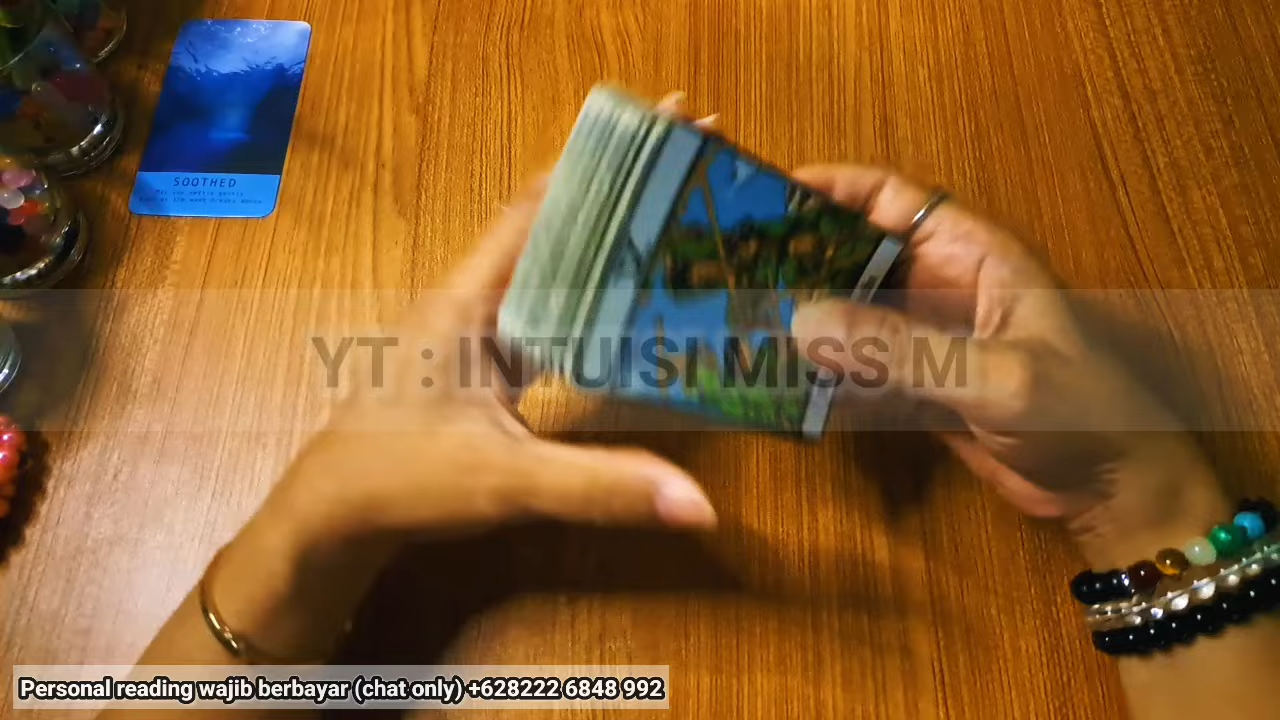 SOOTHED
YT : INTUISI MISS M
Personal reading wajib berbayar (chat only) +628222 6848 992